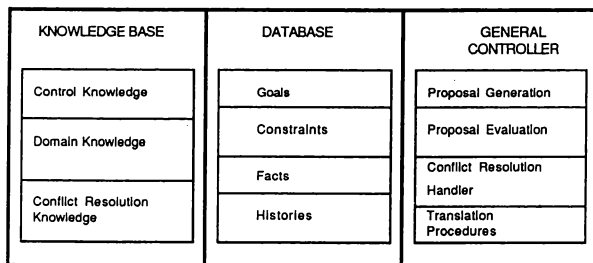 KNOWLEDGE BASE
Control Knowledge
Domain Knowledge
Conflict Resolution
Knowledge
DATABASE
Goals
Constraints
Facts
Histories
GENERAL
CONTROLLER
Proposal Generation
Proposal Evaluation
Conflict Resolution
Handler
Translation
Procedures